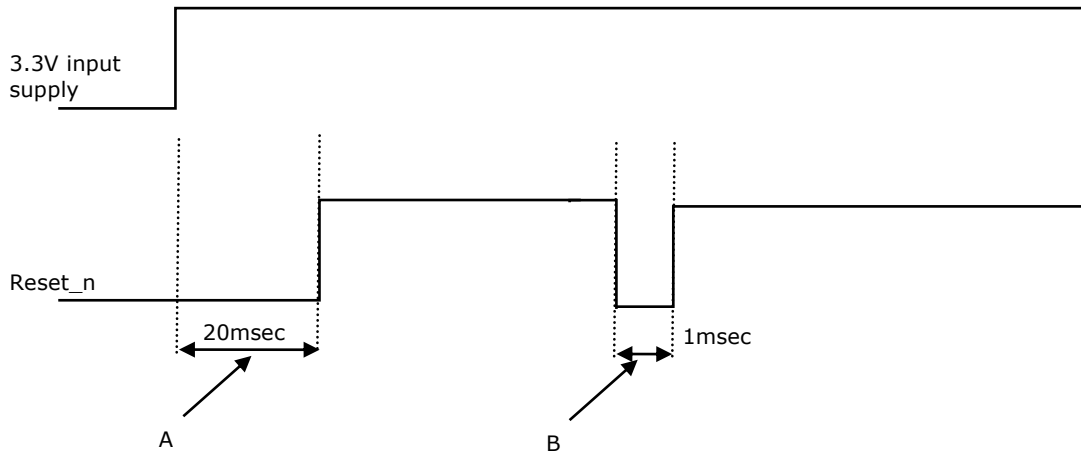 3.3V input
supply
Reset_n
20msec
1msec
A
B